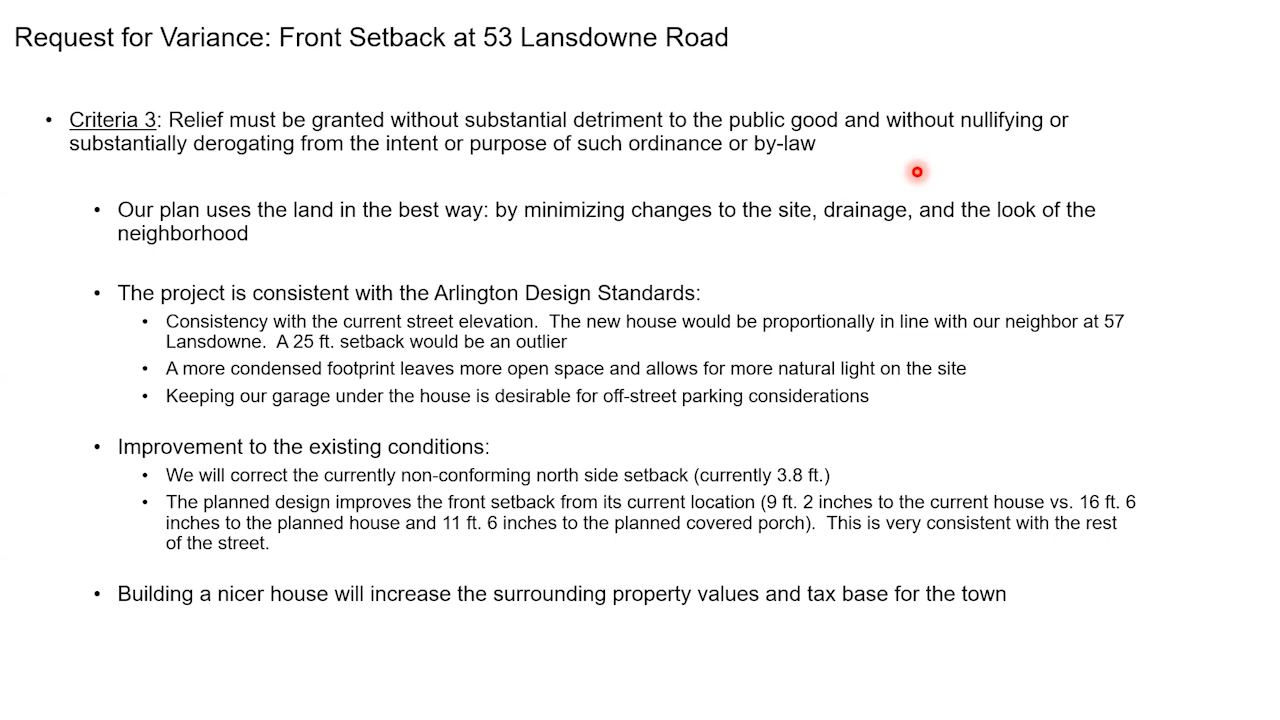 Request for Variance: Front Setback at 53 Lansdowne Road
• Criteria 3: Relief must be granted without substantial detriment to the public good and without nullifying or
substantially derogating from the intent or purpose of such ordinance or by-law
• Our plan uses the land in the best way: by minimizing changes to the site, drainage, and the look of the
neighborhood
• The project is consistent with the Arlington Design Standards:
• Consistency with the current street elevation.  The new house would be proportionally in line with our neighbor at 57
Lansdowne.  A 25 ft. setback would be an outlier
• A more condensed footprint leaves more open space and allows for more natural light on the site
• Keeping our garage under the house is desirable for off-street parking considerations
• Improvement to the existing conditions:
• We will correct the currently non-conforming north side setback (currently 3.8 ft.)
• The planned design improves the front setback from its current location (9 ft. 2 inches to the current house vs. 16 ft. 6
inches to the planned house and 11 ft. 6 inches to the planned covered porch).  This is very consistent with the rest
of the street.
• Building a nicer house will increase the surrounding property values and tax base for the town